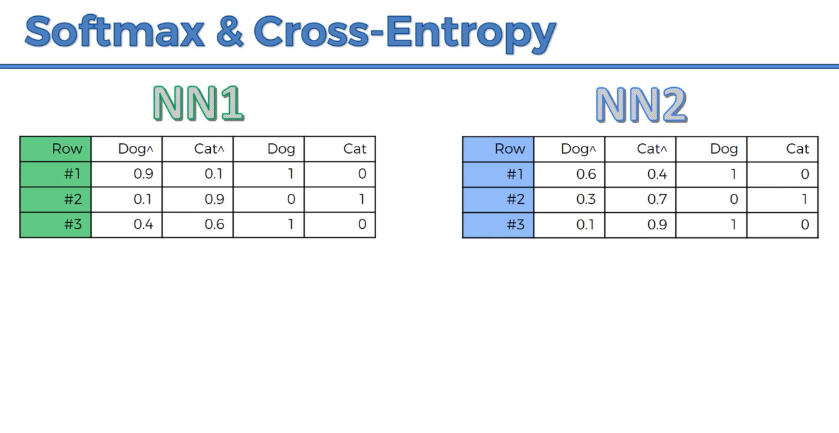 Softmax & Cross-Entropy
NN1
Row Dog^ Cat^ Dog Cat
#1 0.9 0.1 1 0
#2 0.1 0.9 0 1
#3 0.4 0.6 1 0
NN2
Row Dog^ Cat^ Dog Cat
#1 0.6 0.4 1 0
#2 0.3 0.7 0 1
#3 0.1 0.9 1 0